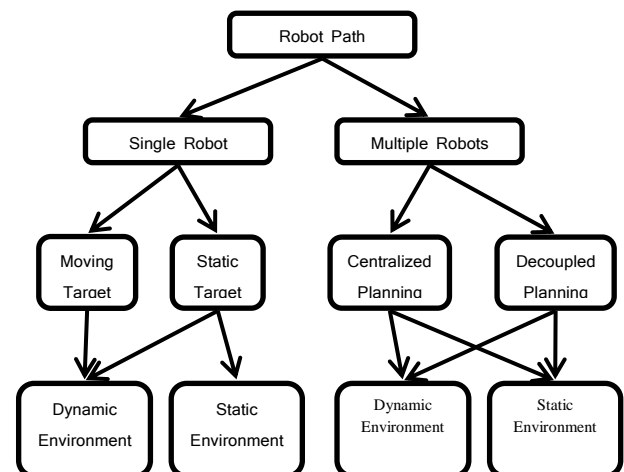 Robot Path
Single Robot
Multiple Robots
Moving
Target
Static
Target
Centralized
Planning
Decoupled
Planning
Dynamic
Environment
Static
Environment
Dynamic
Environment
Static
Environment